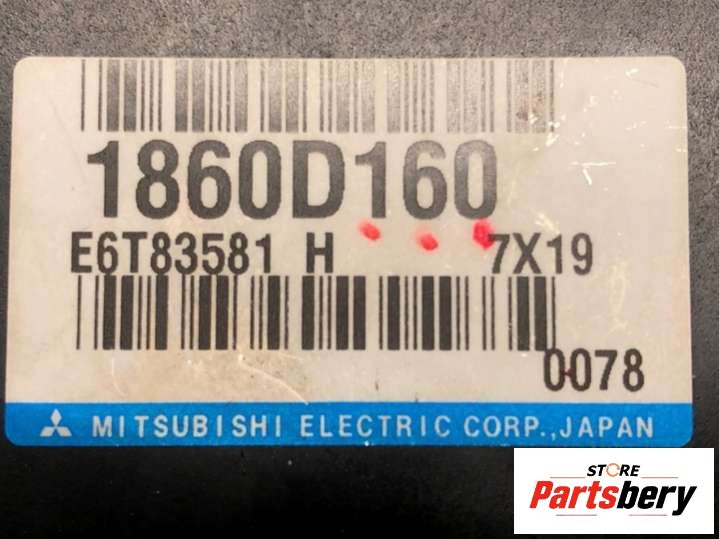 1860D160
E6T83581 H 7X19
0078
MITSUBISHI ELECTRIC CORP.,JAPAN
STORE
Partsbery